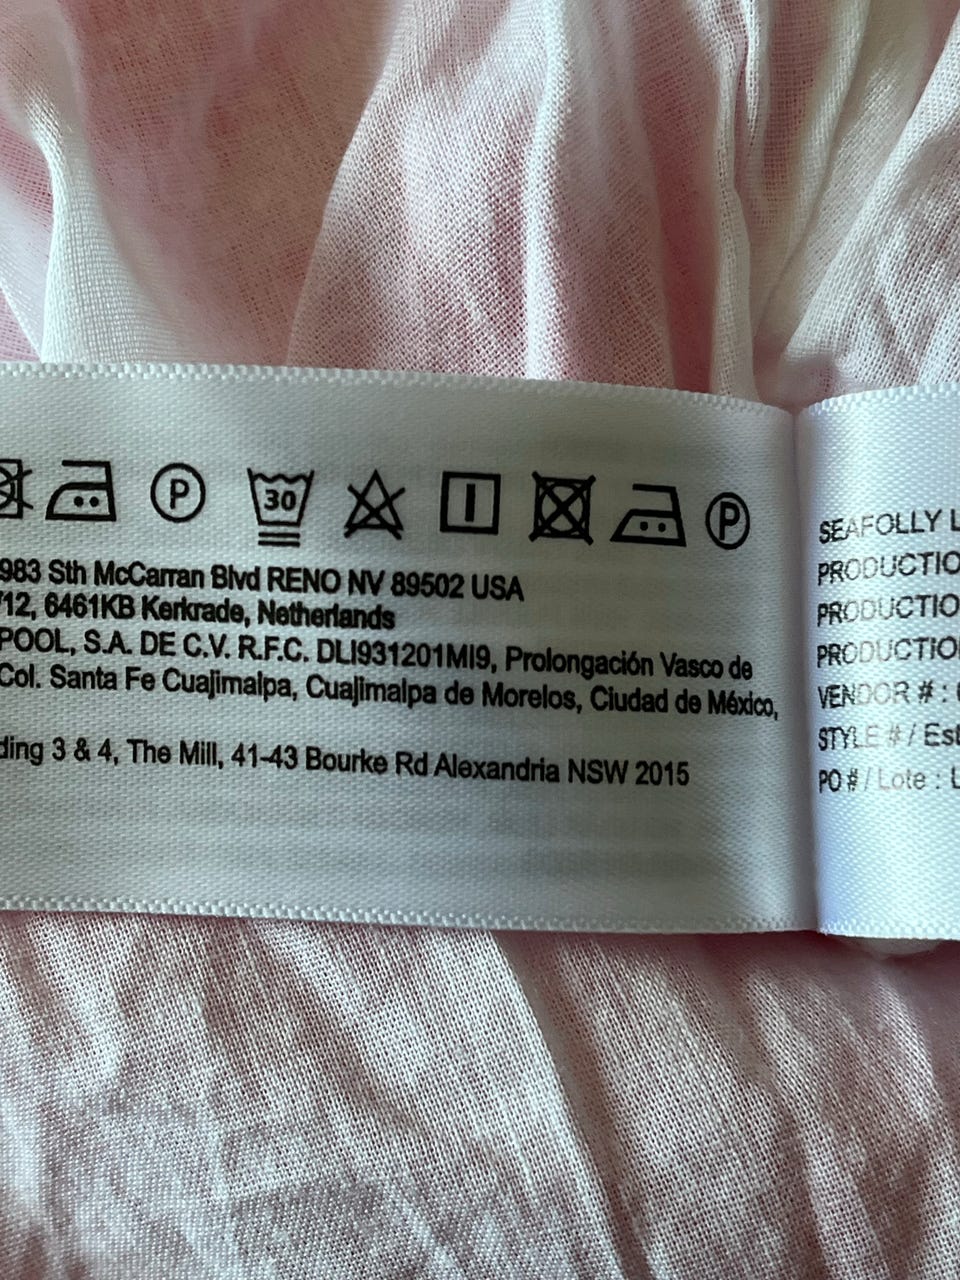 P 30 P
983 Sth McCarran Blvd RENO NV 89502 USA
712, 6461KB Kerkrade, Netherlands
POOL, S.A. DE C.V. R.F.C. DLI931201MI9, Prolongación Vasco de
Col. Santa Fe Cuajimalpa, Cuajimalpa de Morelos, Ciudad de México,
ding 3 & 4, The Mill, 41-43 Bourke Rd Alexandria NSW 2015
SEAFOLLY L
PRODUCTIO
PRODUCTIO
PRODUCTIO
VENDOR # :
STYLE # / Est
PO # / Lote : L